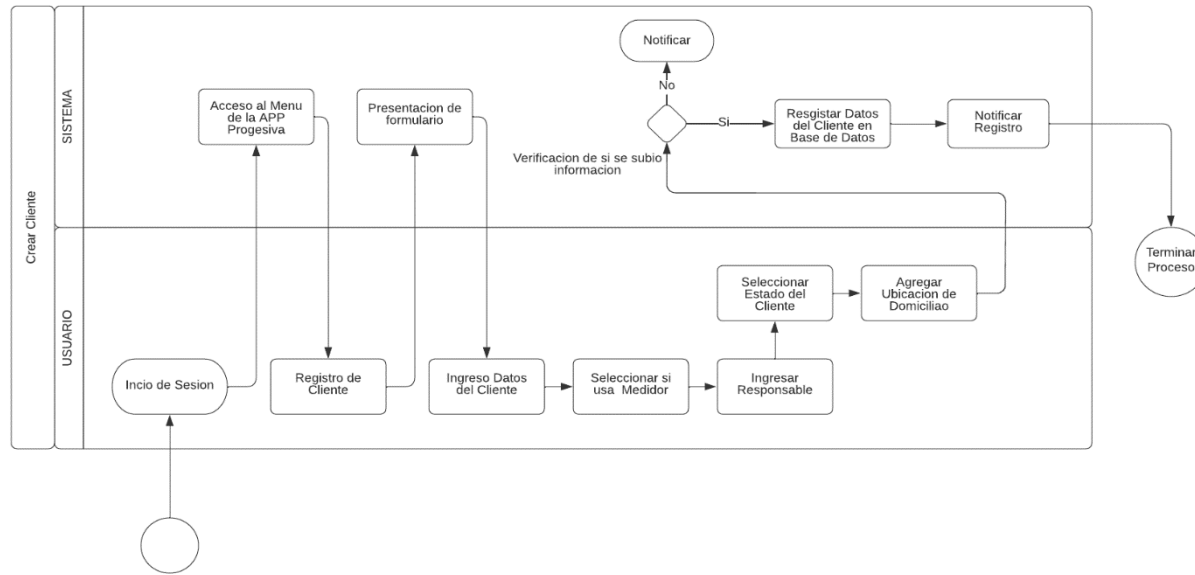 Crear Cliente
SISTEMA
Notificar
No
Acceso al Menu
de la APP
Progesiva
Presentacion de
formulario
Si
Resgistar Datos
del Cliente en
Base de Datos
Notificar
Registro
Verificacion de si se subio
informacion
Terminar
Proceso
USUARIO
Seleccionar
Estado del
Cliente
Agregar
Ubicacion de
Domiciliao
Incio de Sesion
Registro de
Cliente
Ingreso Datos
del Cliente
Seleccionar si
usa Medidor
Ingresar
Responsable